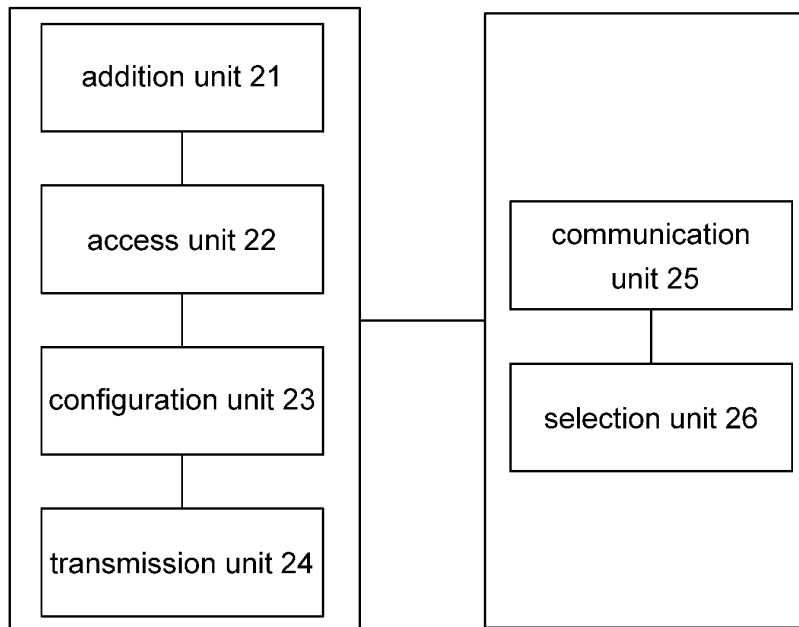 addition unit 21
access unit 22
configuration unit 23
transmission unit 24
communication
unit 25
selection unit 26